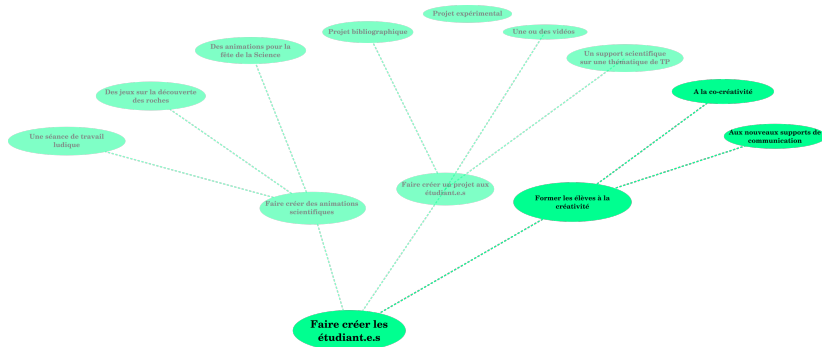 Projet expérimental
Projet bibliographique
Une ou des vidéos
Des animations pour la
fête de la Science
Un support scientifique
sur une thématique de TP
Des jeux sur la découverte
des roches
A la co-créativité
Une séance de travail
ludique
Aux nouveaux supports de
communication
Faire créer un projet aux
étudient.e.s
Faire créer des animations
scientifiques
Former les élèves à la
créativité
Faire créer les
étudiant.e.s